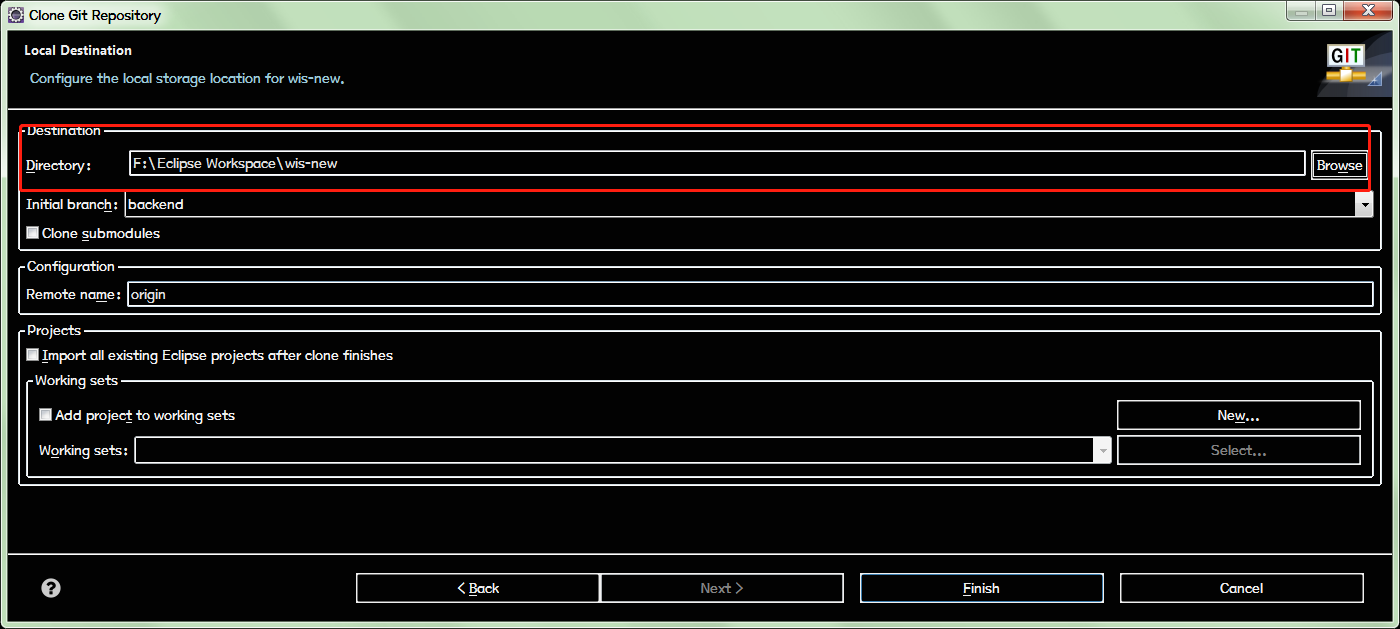 Clone Git Repository
Local Destination
GIT
Configure the local storage location for wis-new.
Destination
Directory: F:\Eclipse Workspace\wis-new Browse
Initial branch: backend
Clone submodules
Configuration
Remote name: origin
Projects
Import all existing Eclipse projects after clone finishes
Working sets
Add project to working sets New...
Working sets: Select...
? < Back Next > Finish Cancel